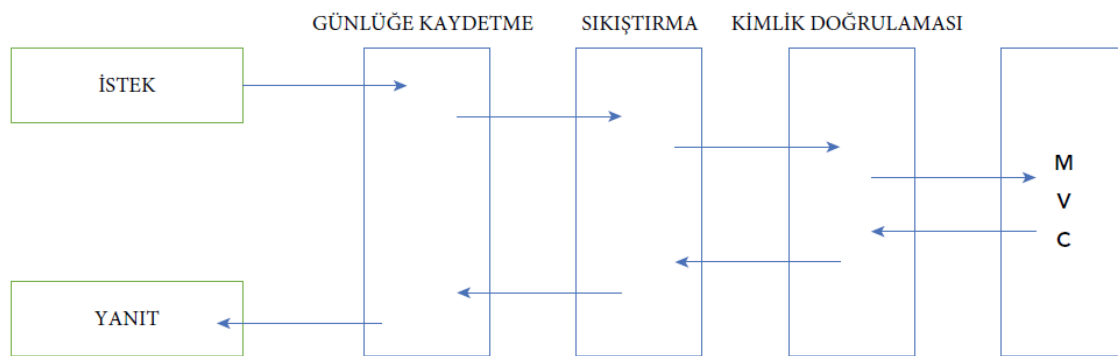 GÜNLÜĞE KAYDETME SIKIŞTIRMA KİMLİK DOĞRULAMASI
İSTEK
M
V
C
YANIT